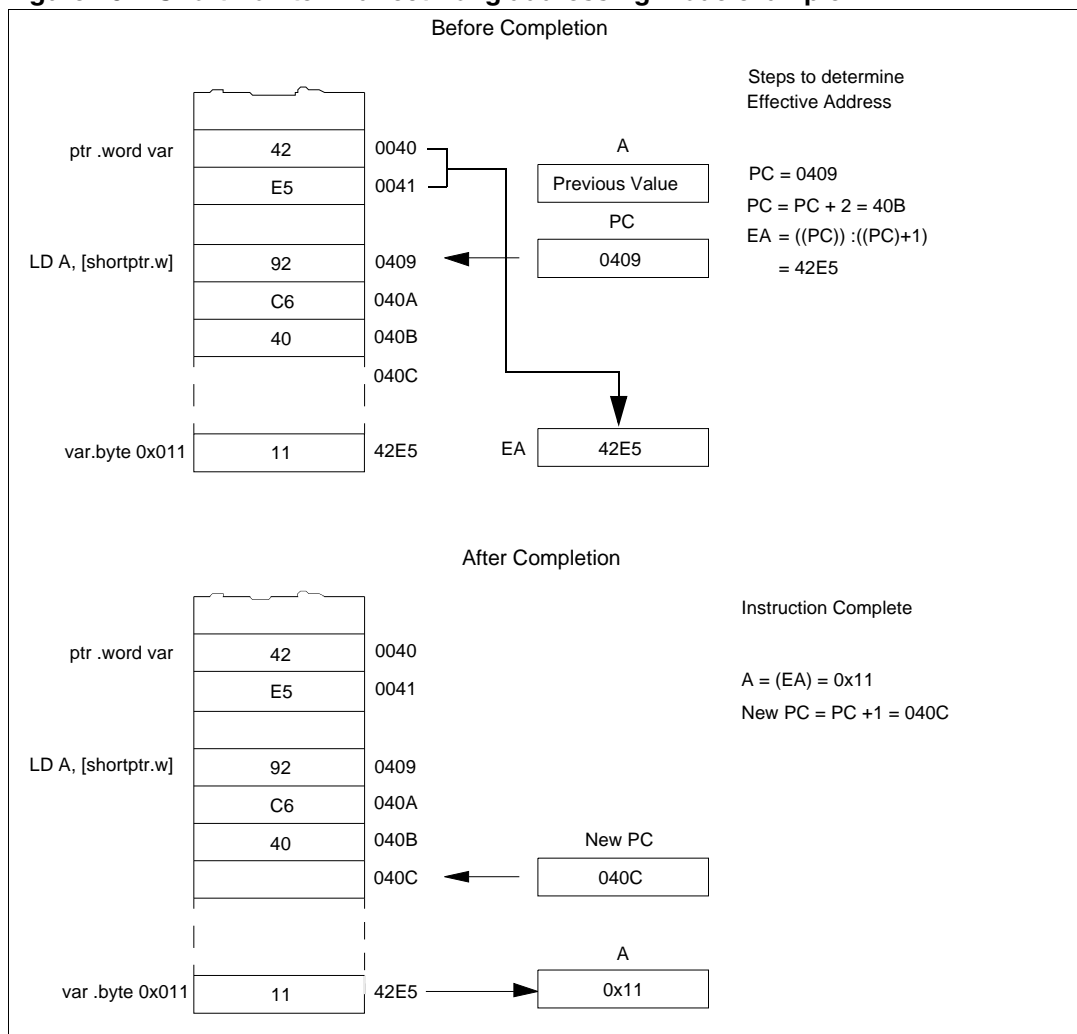 Before Completion
Steps to determine
Effective Address
ptr .word var 42 0040 A
E5 0041 Previous Value PC = 0409
PC PC = PC + 2 = 40B
LD A, [shortptr.w] 92 0409 0409 EA = ((PC)) :((PC)+1)
= 42E5
C6 040A
40 040B
040C
var.byte 0x011 11 42E5 EA 42E5
After Completion
Instruction Complete
ptr .word var 42 0040
E5 0041 A = (EA) = 0x11
New PC = PC +1 = 040C
LD A, [shortptr.w] 92 0409
C6 040A
40 040B New PC
040C 040C
A
var .byte 0x011 11 42E5 0x11